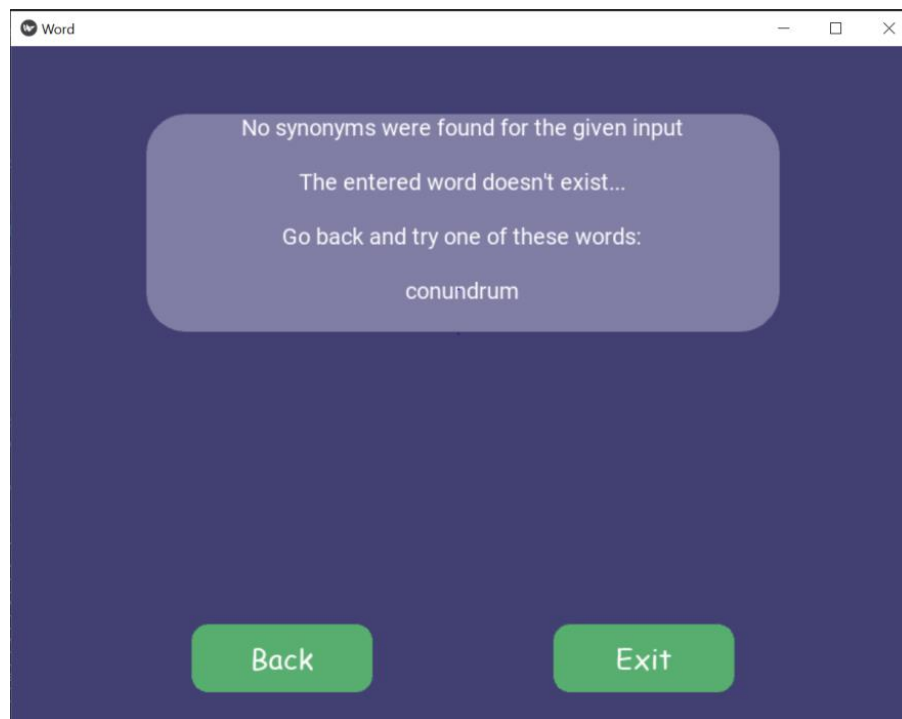 Word
No synonyms were found for the given input
The entered word doesn't exist...
Go back and try one of these words:
conundrum
Back
Exit